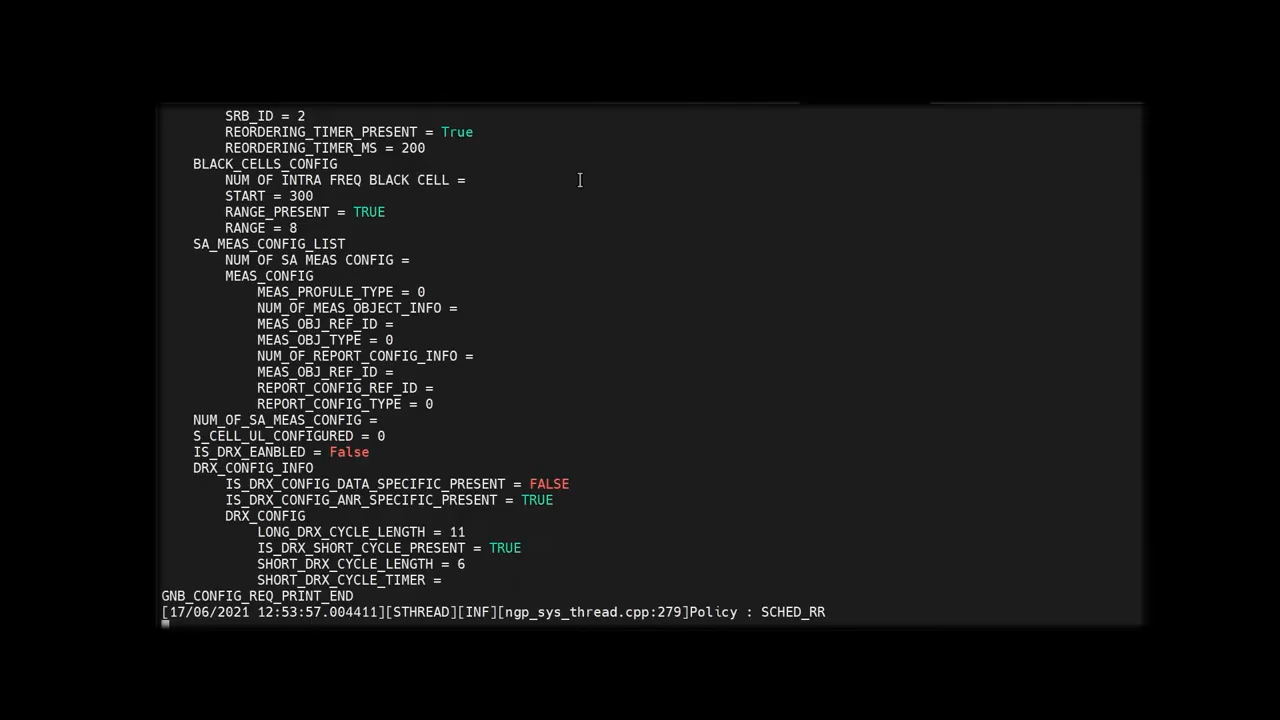 SRB_ID = 2
REORDERING_TIMER_PRESENT = True
REORDERING_TIMER_MS = 200
BLACK_CELLS_CONFIG
NUM OF INTRA FREQ BLACK CELL =
START = 300
RANGE_PRESENT = TRUE
RANGE = 8
SA_MEAS_CONFIG_LIST
NUM OF SA MEAS CONFIG =
MEAS_CONFIG
MEAS_PROFULE_TYPE = 0
NUM_OF_MEAS_OBJECT_INFO =
MEAS_OBJ_REF_ID =
MEAS_OBJ_TYPE = 0
NUM_OF_REPORT_CONFIG_INFO =
MEAS_OBJ_REF_ID =
REPORT_CONFIG_REF_ID =
REPORT_CONFIG_TYPE = 0
NUM_OF_SA_MEAS_CONFIG =
S_CELL_UL_CONFIGURED = 0
IS_DRX_EANBLED = False
DRX_CONFIG_INFO
IS_DRX_CONFIG_DATA_SPECIFIC_PRESENT = FALSE
IS_DRX_CONFIG_ANR_SPECIFIC_PRESENT = TRUE
DRX_CONFIG
LONG_DRX_CYCLE_LENGTH = 11
IS_DRX_SHORT_CYCLE_PRESENT = TRUE
SHORT_DRX_CYCLE_LENGTH = 6
SHORT_DRX_CYCLE_TIMER =
GNB_CONFIG_REQ_PRINT_END
[17/06/2021 12:53:57.004411][STHREAD][INF][ngp_sys_thread.cpp:279]Policy : SCHED_RR